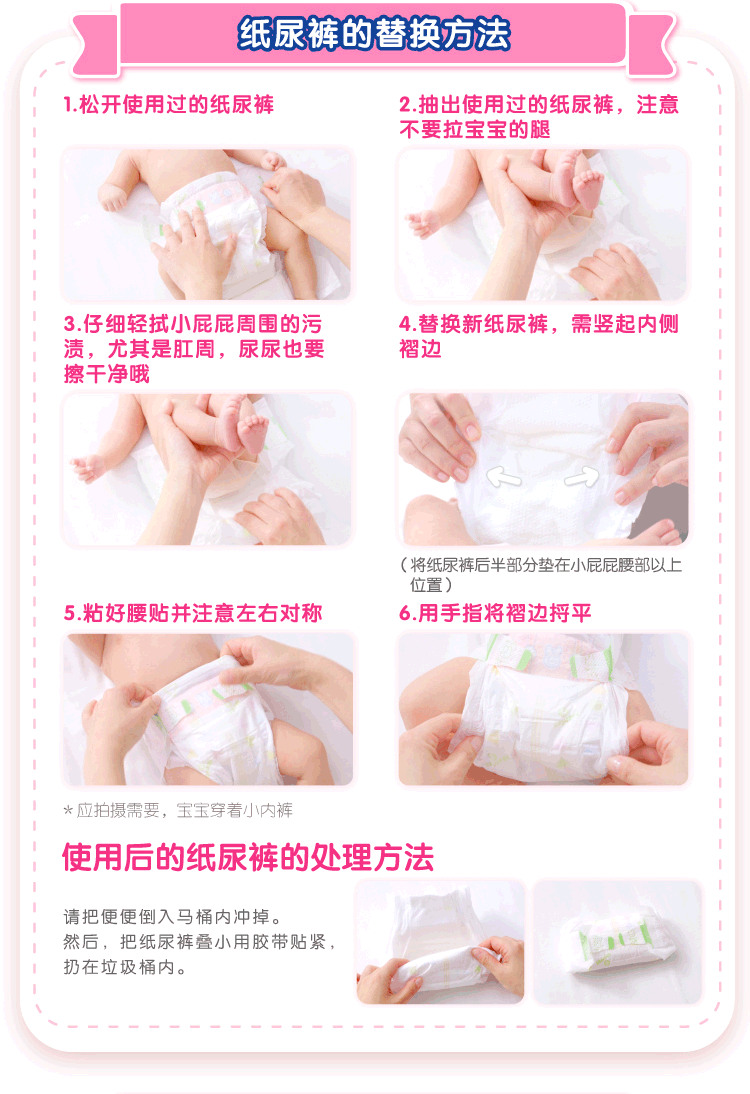 纸尿裤的替换方法
1.松开使用过的纸尿裤
2.抽出使用过的纸尿裤，注意
不要拉宝宝的腿
3.仔细轻拭小屁屁周围的污
渍，尤其是肛周，尿尿也要
擦干净哦
4.替换新纸尿裤，需竖起内侧
褶边
（将纸尿裤后半部分垫在小屁屁腰部以上
位置）
5.粘好腰贴并注意左右对称
6.用手指将褶边捋平
*应拍摄需要，宝宝穿着小内裤
使用后的纸尿裤的处理方法
请把便便倒入马桶内冲掉。
然后，把纸尿裤叠小用胶带贴紧，
扔在垃圾桶内。